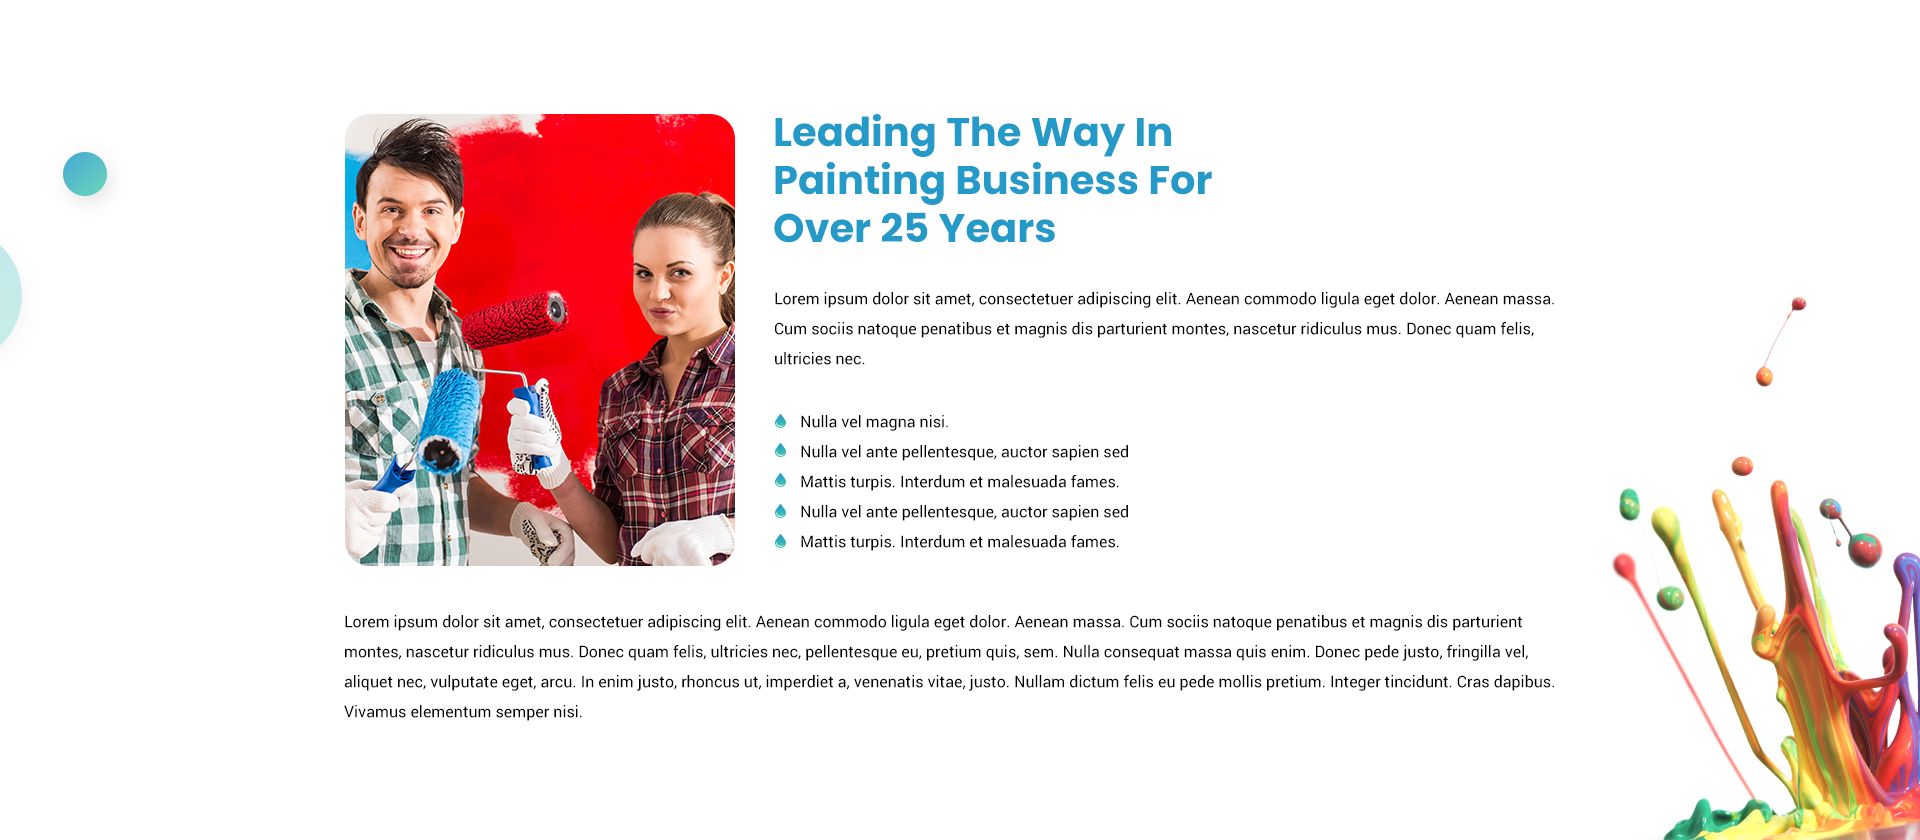 Leading The Way In
Painting Business For
Over 25 Years
Lorem ipsum dolor sit amet, consectetuer adipiscing elit. Aenean commodo ligula eget dolor. Aenean massa.
Cum sociis natoque penatibus et magnis dis parturient montes, nascetur ridiculus mus. Donec quam felis,
ultricies nec.
Nulla vel magna nisi.
Nulla vel ante pellentesque, auctor sapien sed
Mattis turpis. Interdum et malesuada fames.
Nulla vel ante pellentesque, auctor sapien sed
Mattis turpis. Interdum et malesuada fames.
Lorem ipsum dolor sit amet, consectetuer adipiscing elit. Aenean commodo ligula eget dolor. Aenean massa. Cum sociis natoque penatibus et magnis dis parturient
montes, nascetur ridiculus mus. Donec quam felis, ultricies nec, pellentesque eu, pretium quis, sem. Nulla consequat massa quis enim. Donec pede justo, fringilla vel,
aliquet nec, vulputate eget, arcu. In enim justo, rhoncus ut, imperdiet a, venenatis vitae, justo. Nullam dictum felis eu pede mollis pretium. Integer tincidunt. Cras dapibus.
Vivamus elementum semper nisi.